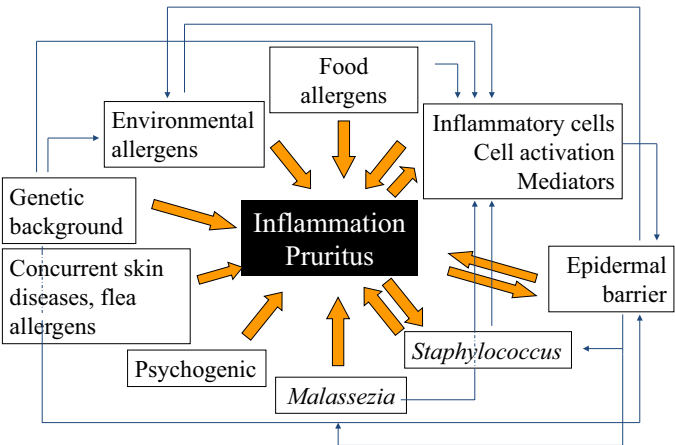 Food
allergens
Environmental
allergens
Inflammatory cells
Cell activation
Mediators
Genetic
background
Inflammation
Pruritus
Concurrent skin
diseases, flea
allergens
Epidermal
barrier
Psychogenic
Staphylococcus
Malassezia